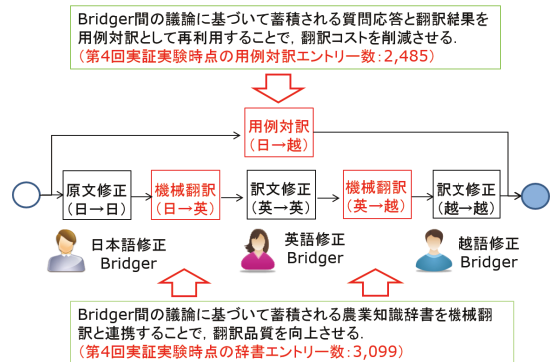 Bridger間の議論に基づいて蓄積される質問応答と翻訳結果を
用例対訳として再利用することで，翻訳コストを削減させる．
（第4回実証実験時点の用例対訳エントリー数：2,485）
用例対訳
（日→越）
原文修正
（日→日）
機械翻訳
（日→英）
訳文修正
（英→英）
機械翻訳
（英→越）
訳文修正
（越→越）
日本語修正
Bridger
英語修正
Bridger
越語修正
Bridger
Bridger間の議論に基づいて蓄積される農業知識辞書を機械翻
訳と連携することで，翻訳品質を向上させる．
（第4回実証実験時点の辞書エントリー数：3,099）